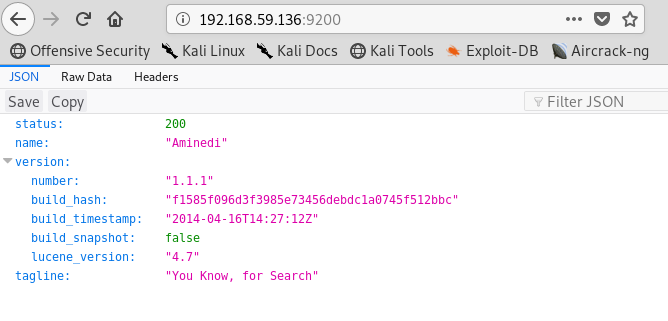 192.168.59.136:9200
Offensive Security Kali Linux Kali Docs Kali Tools Exploit-DB Aircrack-ng
JSON Raw Data Headers
Save Copy Filter JSON
status: 200
name: "Aminedi"
version:
number: "1.1.1"
build_hash: "f1585f096d3f3985e73456debdc1a0745f512bbc"
build_timestamp: "2014-04-16T14:27:12Z"
build_snapshot: false
lucene_version: "4.7"
tagline: "You Know, for Search"